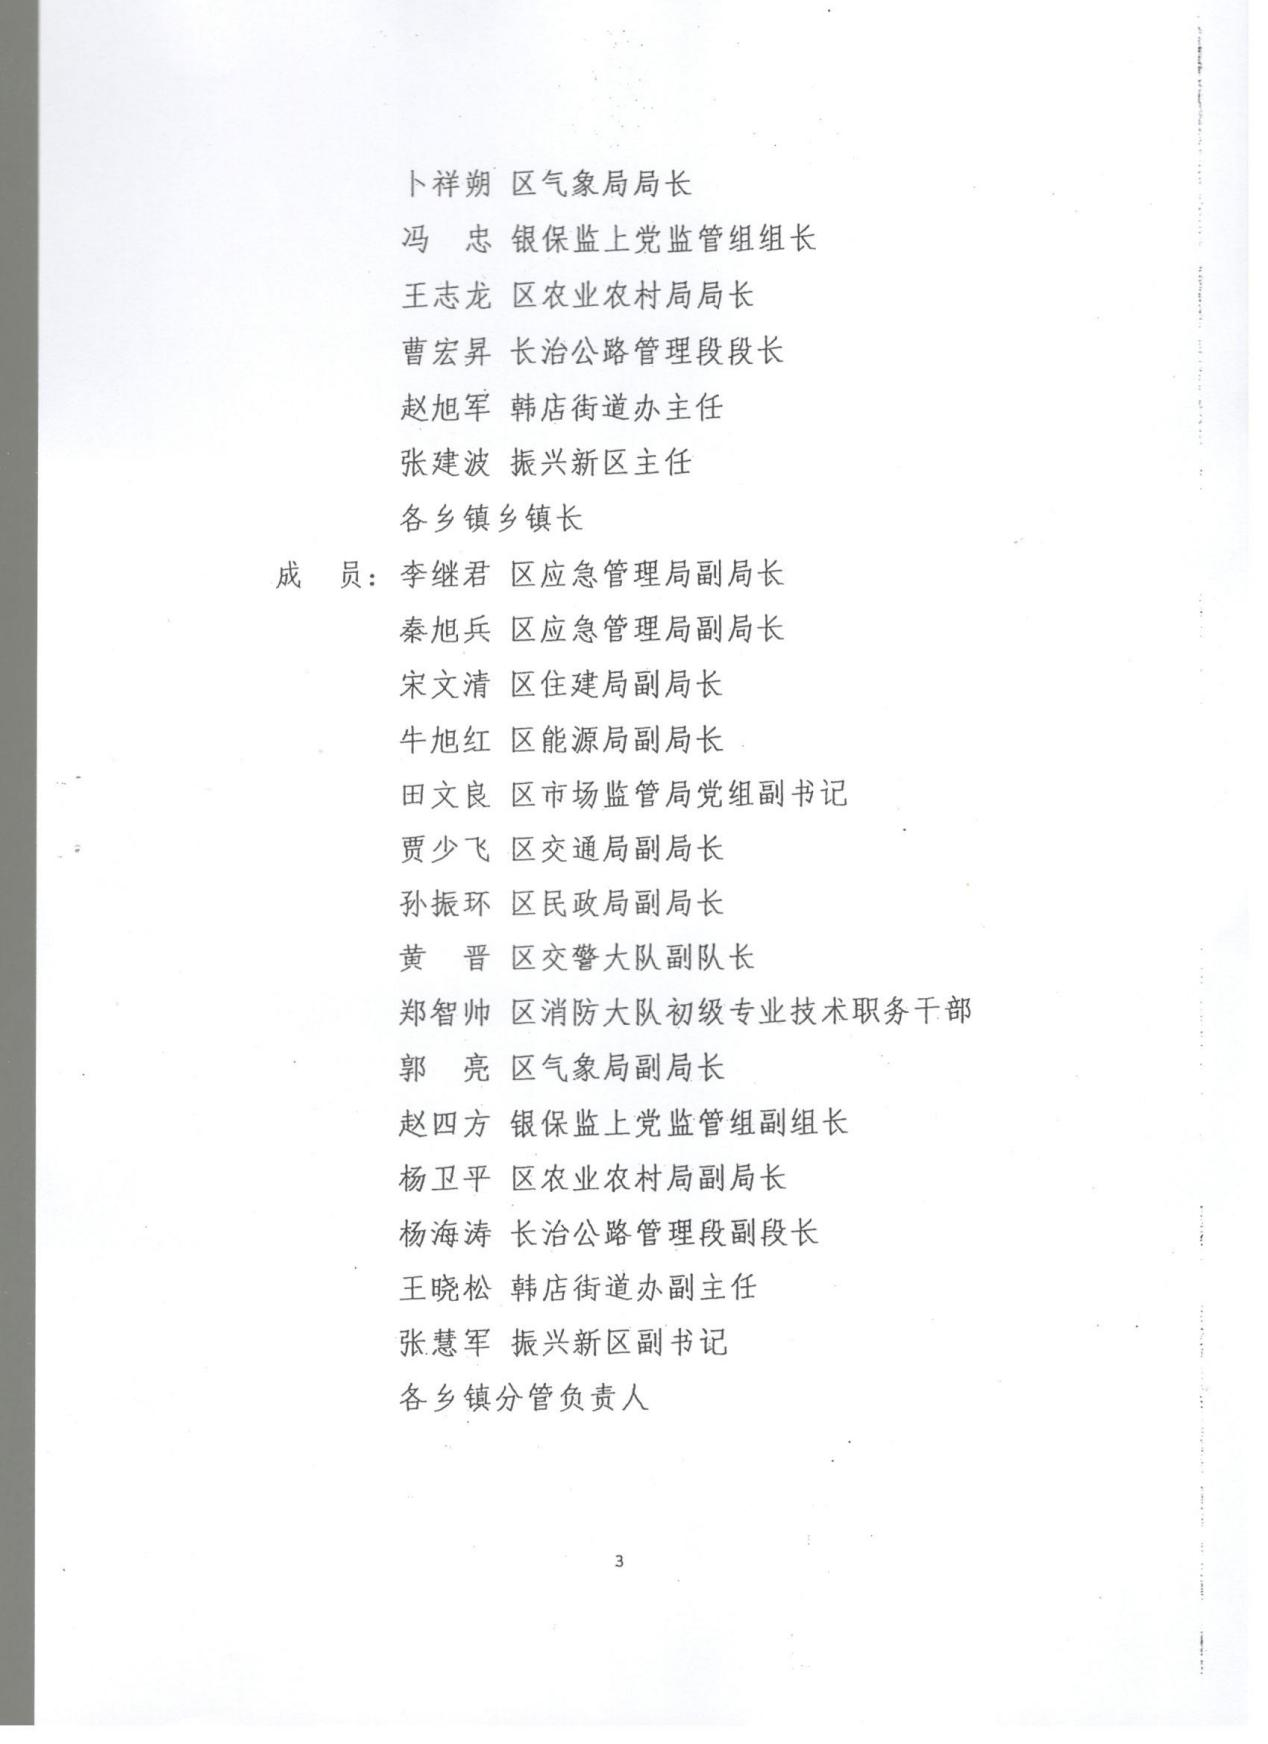 卜祥朔 区气象局局长
冯 忠 银保监上党监管组组长
王志龙 区农业农村局局长
曹宏昇 长治公路管理段段长
赵旭军 韩店街道办主任
张建波 振兴新区主任
各乡镇乡镇长
成 员：李继君 区应急管理局副局长
秦旭兵 区应急管理局副局长
宋文清 区住建局副局长
牛旭红 区能源局副局长
田文良 区市场监管局党组副书记
贾少飞 区交通局副局长
孙振环 区民政局副局长
黄 晋 区交警大队副队长
郑智帅 区消防大队初级专业技术职务干部
郭 亮 区气象局副局长
赵四方 银保监上党监管组副组长
杨卫平 区农业农村局副局长
杨海涛 长治公路管理段副段长
王晓松 韩店街道办副主任
张慧军 振兴新区副书记
各乡镇分管负责人
3